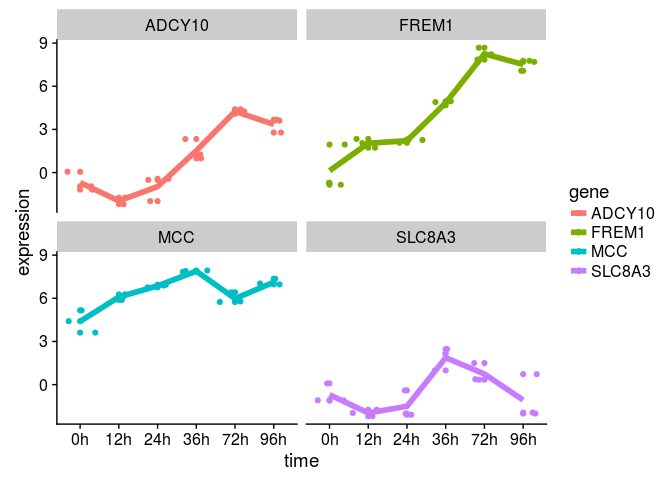 ADCY10
FREM1
9
6
3
0
MCC
SLC8A3
9
6
3
0
0h 12h 24h 36h 72h 96h
0h 12h 24h 36h 72h 96h
time
expression
gene
ADCY10
FREM1
MCC
SLC8A3